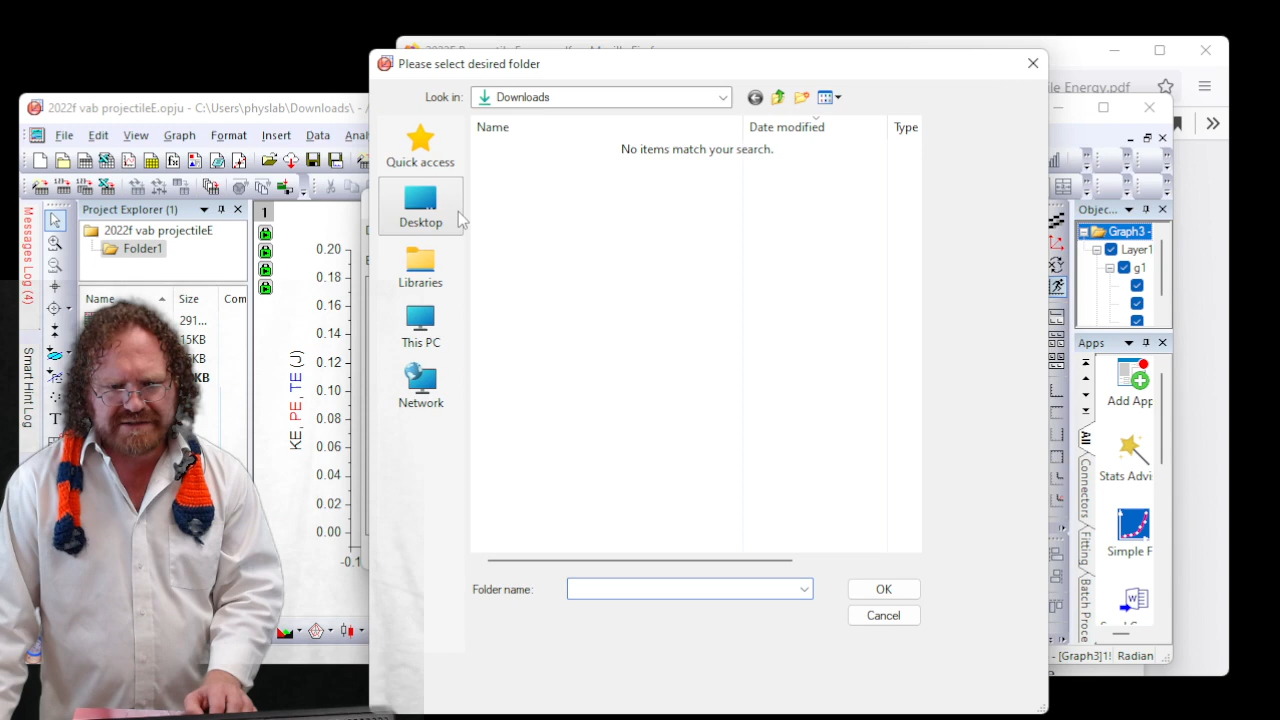 Please select desired folder
Look in:
Downloads
Name
Date modified
Type
No items match your search.
Quick access
Desktop
Libraries
This PC
Network
Folder name:
OK
Cancel
2022f vab projectileE.opju - C:\Users\physlab\Downloads\ - /
File
Edit
View
Graph
Format
Insert
Data
Project Explorer (1)
2022f vab projectileE
Folder1
Name
Size
Com
291...
15KB
KB
KB
Messages Log (4)
Smart Hint Log
1
KE, PE, TE (J)
0.20
0.18
0.16
0.14
0.12
0.10
0.08
0.06
0.04
0.02
0.00
-0.1
le Energy.pdf
Objec...
Graph3 -
Layer1
g1
Apps
Add App
Stats Advi
Simple F
All
Connectors
Fitting
Batch Proce
- [Graph3]1!
Radian